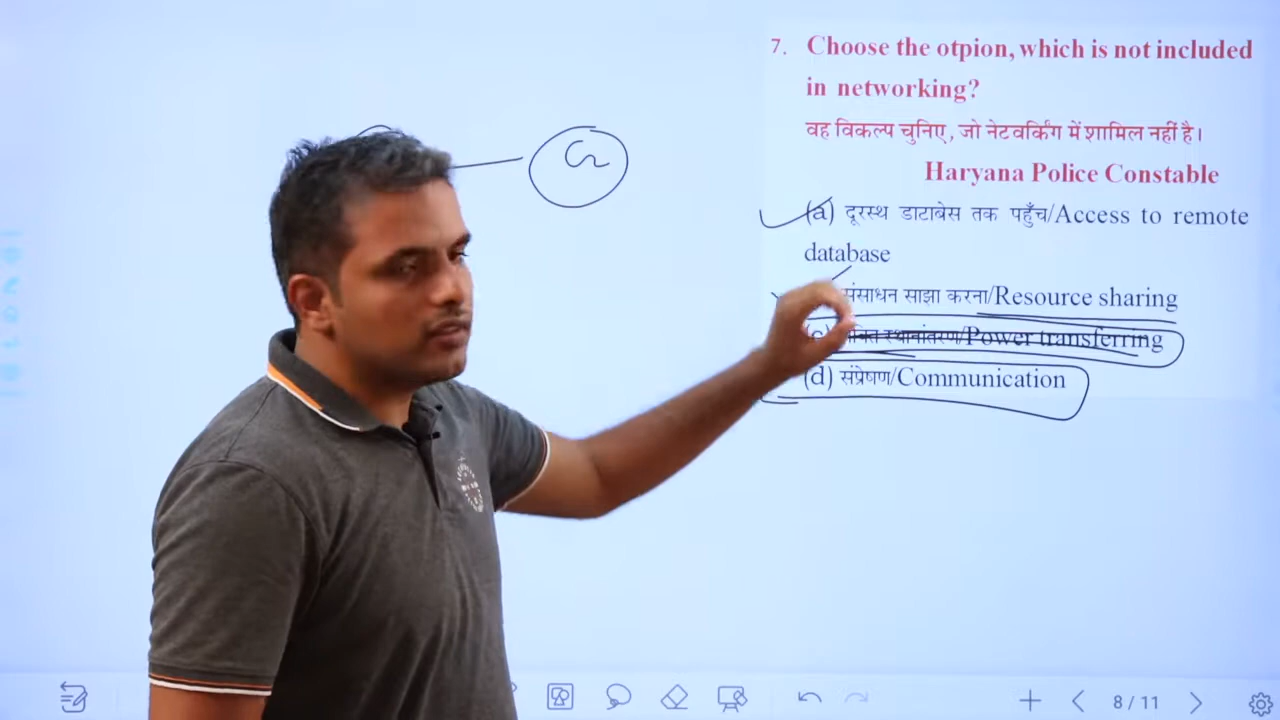 7. Choose the otpion, which is not included
in networking?
वह विकल्प चुनिए, जो नेटवर्किंग में शामिल नहीं है।
Haryana Police Constable
(a) दूरस्थ डाटाबेस तक पहुँच/Access to remote
database
संसाधन साझा करना/Resource sharing
(c) स्थानांतरण/Power transferring
(d) संप्रेषण/Communication
8 / 11